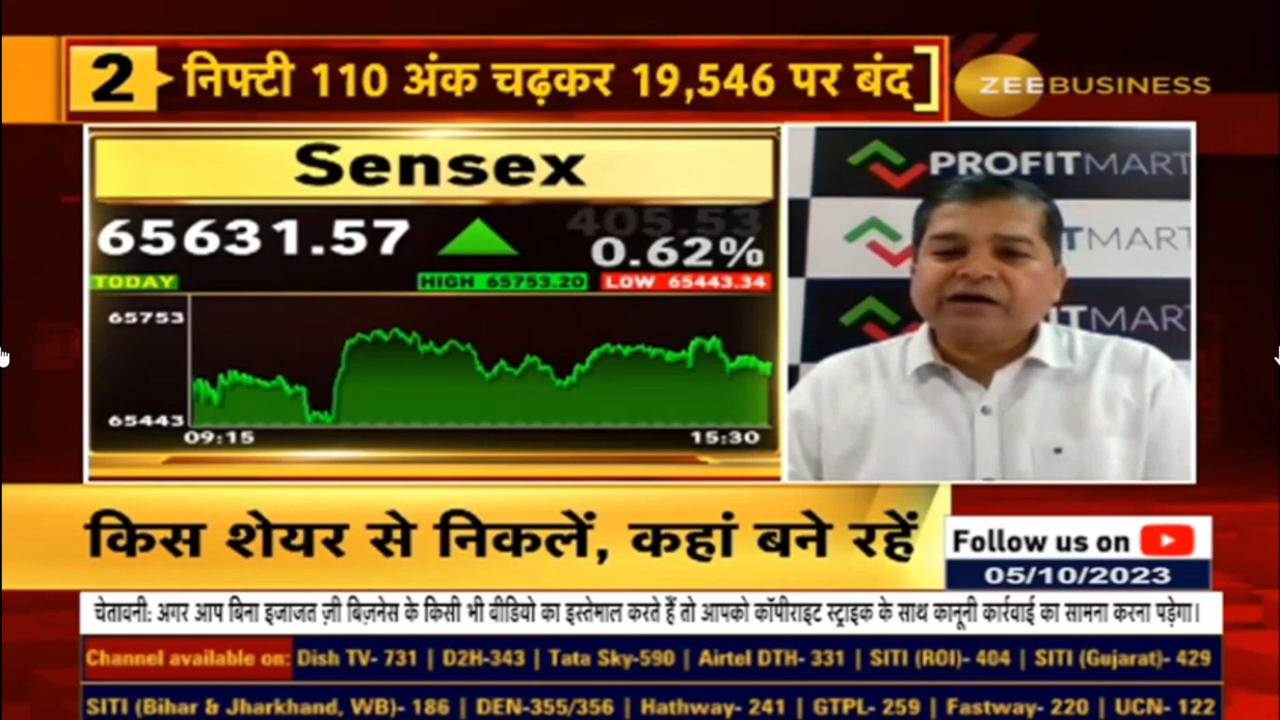 2 निफ्टी 110 अंक चढ़कर 19,546 पर बंद
ZEEBUSINESS
Sensex
65631.57
405.53
0.62%
TODAY
HIGH 65753.20
LOW 65443.34
65753
65443
09:15
15:30
PROFITMART
TMART
FITMART
किस शेयर से निकलें, कहां बने रहें
Follow us on
05/10/2023
चेतावनी: अगर आप बिना इजाजत ज़ी बिज़नेस के किसी भी वीडियो का इस्तेमाल करते हैं तो आपको कॉपीराइट स्ट्राइक के साथ कानूनी कार्रवाई का सामना करना पड़ेगा।
Channel available on: Dish TV- 731 | D2H-343 | Tata Sky-590 | Airtel DTH- 331 | SITI (ROI)- 404 | SITI (Gujarat)- 429
SITI (Bihar & Jharkhand, WB)- 186 | DEN-355/356 | Hathway- 241 | GTPL- 259 | Fastway- 220 | UCN- 122